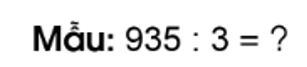 Mẫu: 935 : 3 = ?